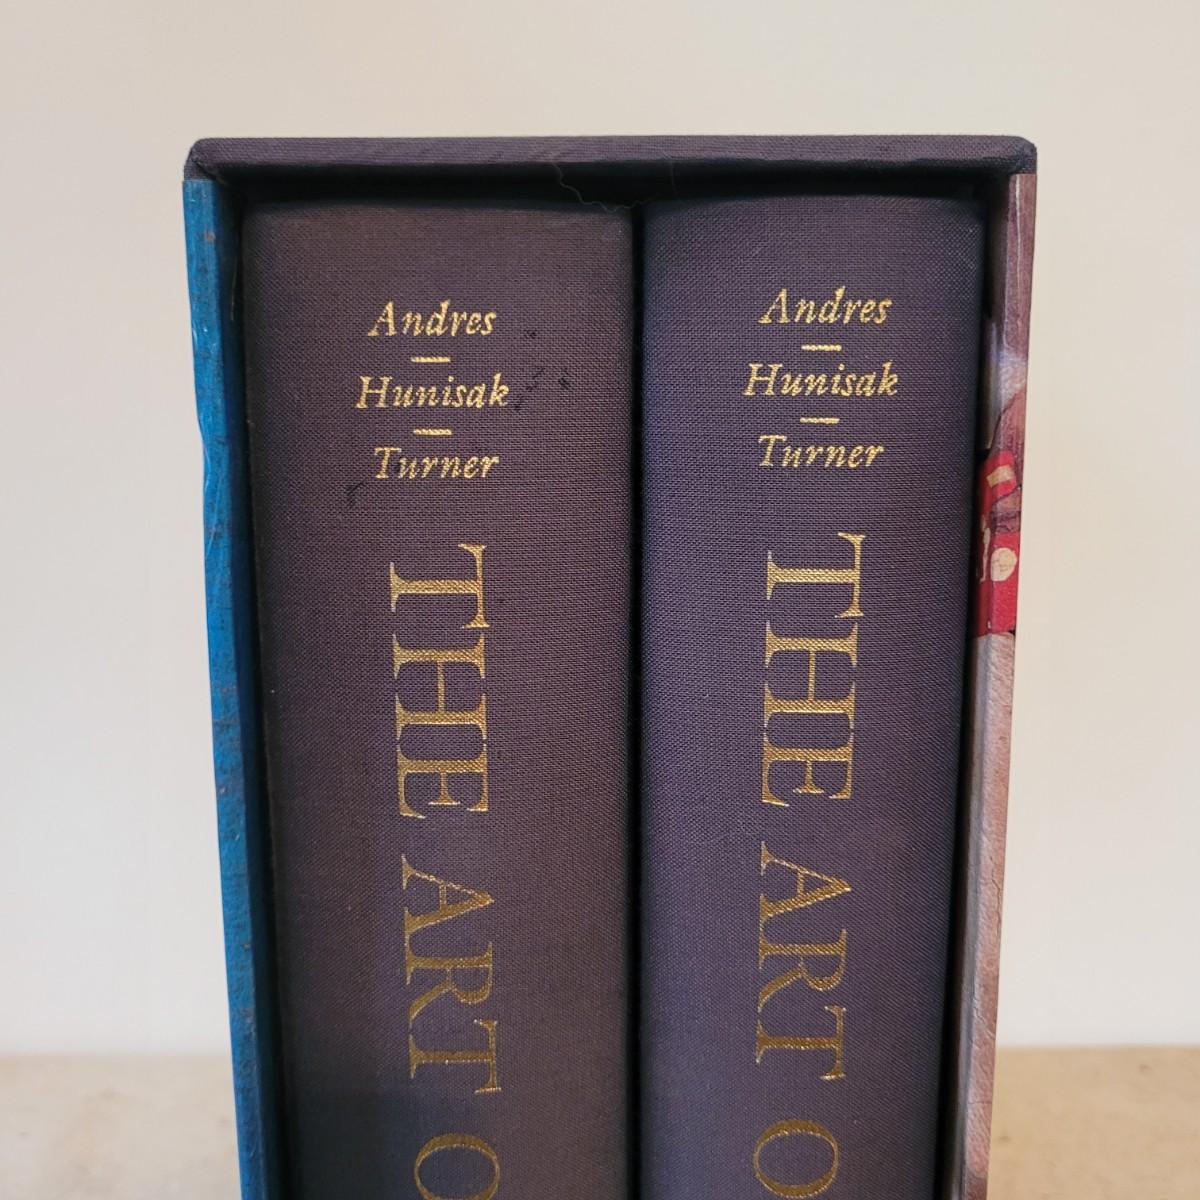 Andres
Hunisak
Turner
THE ART O
Andres
Hunisak
Turner
THE ART O